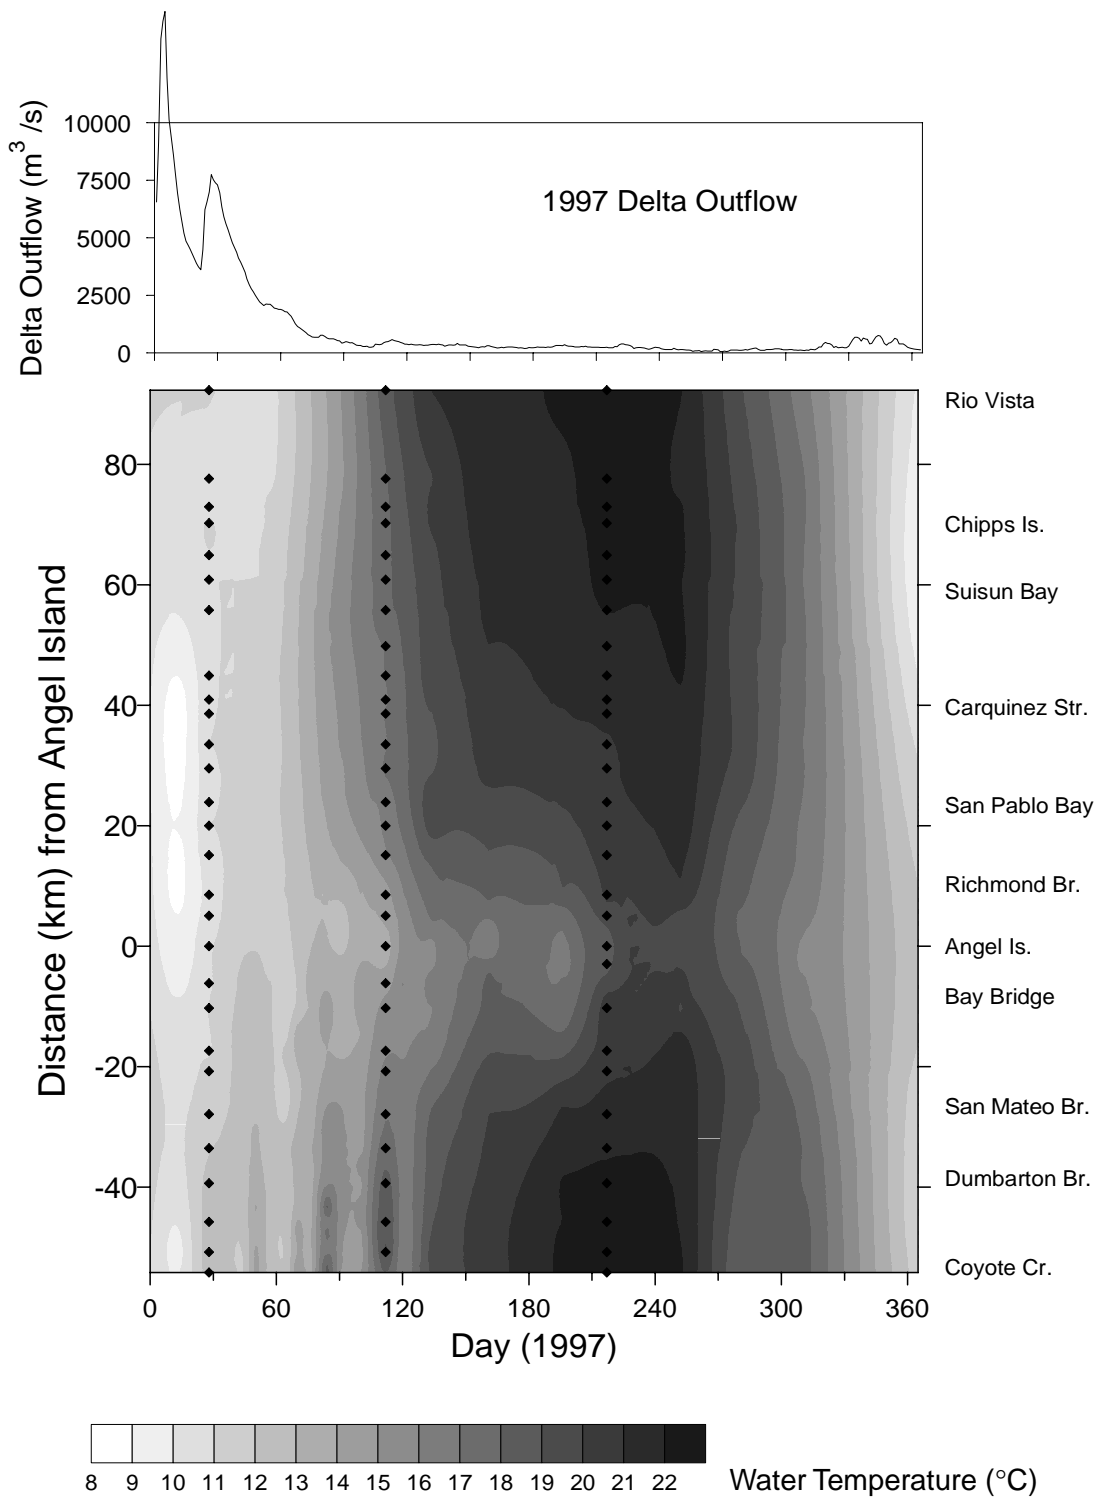 Delta Outflow (m3 /s)
10000
7500
5000
2500
0
1997 Delta Outflow
Distance (km) from Angel Island
80
60
40
20
0
-20
-40
Rio Vista
Chipps Is.
Suisun Bay
Carquinez Str.
San Pablo Bay
Richmond Br.
Angel Is.
Bay Bridge
San Mateo Br.
Dumbarton Br.
Coyote Cr.
0 60 120 180 240 300 360
Day (1997)
8 9 10 11 12 13 14 15 16 17 18 19 20 21 22
Water Temperature (°C)